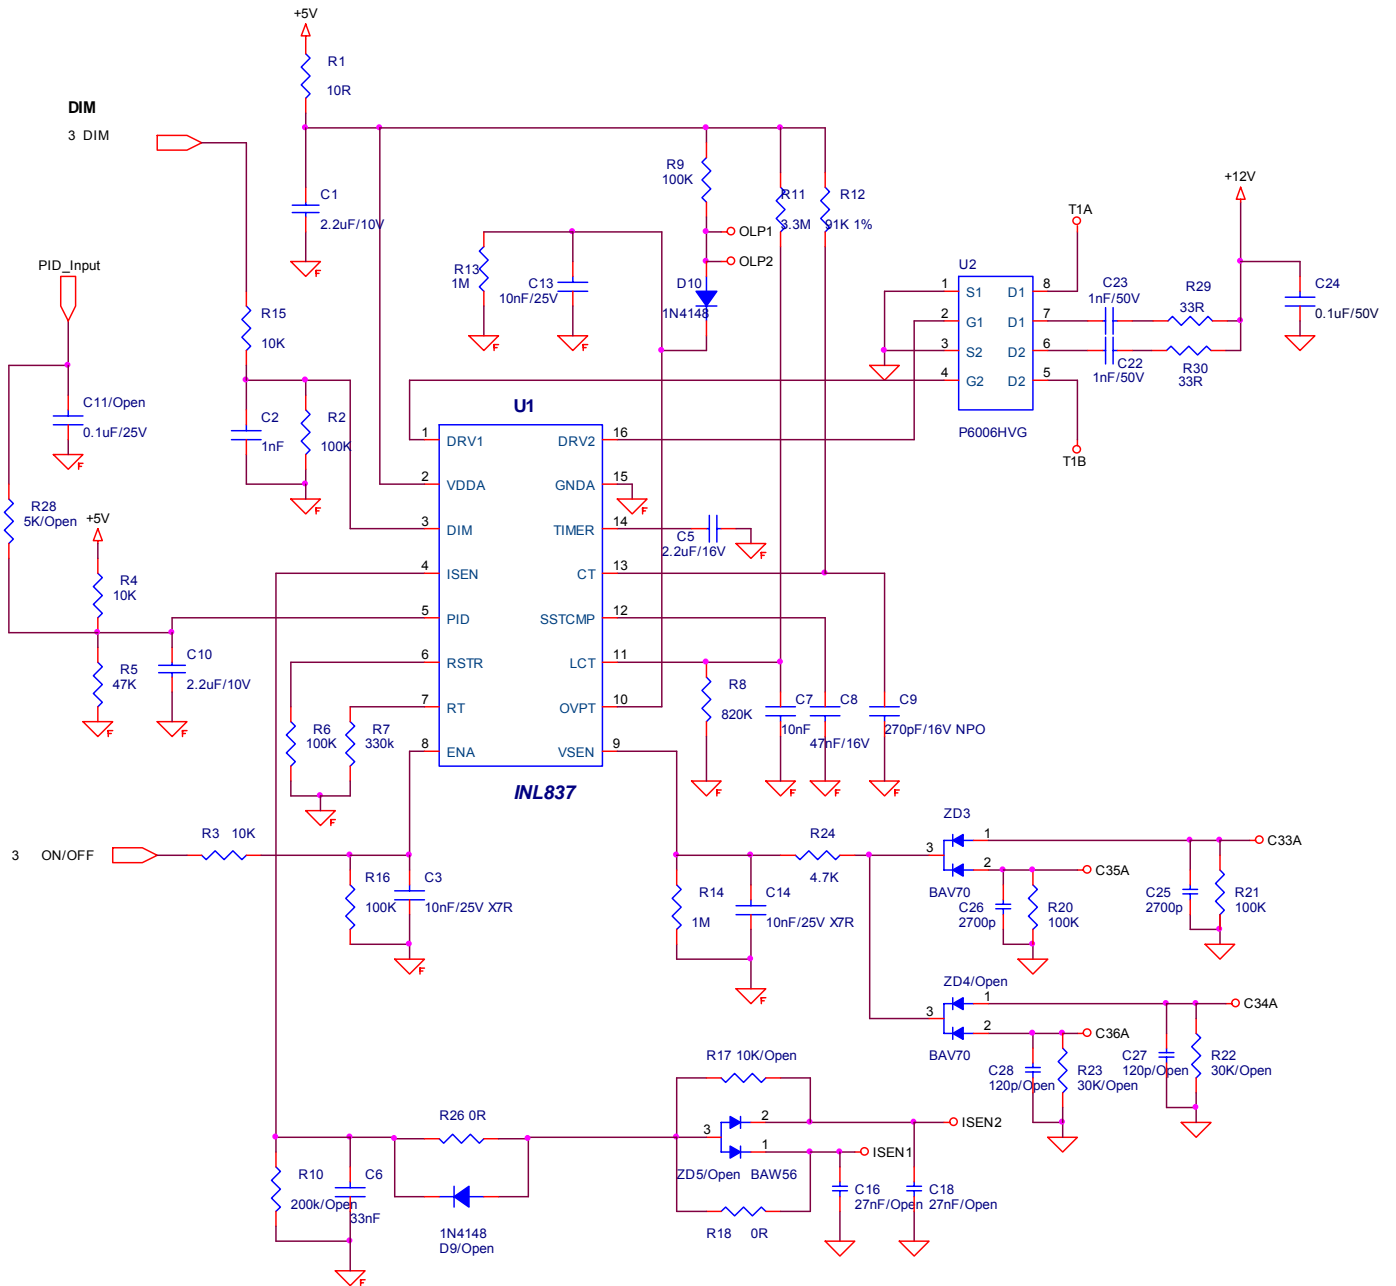 +5V
R1
10R
DIM
3 DIM
C1
2.2uF/10V
F
R9
100K
R11
3.3M
R12
91K 1%
OLP1
OLP2
D10
1N4148
R13
1M
C13
10nF/25V
F
F
+12V
T1A
U2
1 S1 D1 8
2 G1 D1 7
3 S2 D2 6
4 G2 D2 5
P6006HVG
C23
1nF/50V
R29
33R
C22
1nF/50V
R30
33R
C24
0.1uF/50V
T1B
PID_Input
C11/Open
0.1uF/25V
F
R15
10K
C2
1nF
R2
100K
F
R28
5K/Open
+5V
R4
10K
R5
47K
F
C10
2.2uF/10V
F
U1
1 DRV1 DRV2 16
2 VDDA GNDA 15
3 DIM TIMER 14
4 ISEN CT 13
5 PID SSTCMP 12
6 RSTR LCT 11
7 RT OVPT 10
8 ENA VSEN 9
INL837
F
C5
2.2uF/16V
F
R6
100K
R7
330k
F
R8
820K
C7
10nF
C8
47nF/16V
C9
270pF/16V NPO
F
F
F
F
3 ON/OFF
R3 10K
R16
100K
C3
10nF/25V X7R
F
R14
1M
C14
10nF/25V X7R
F
R24
4.7K
ZD3
3
1
2
BAV70
C33A
C35A
C26
2700p
R20
100K
C25
2700p
R21
100K
ZD4/Open
3
1
2
BAV70
C34A
C36A
C28
120p/Open
R23
30K/Open
C27
120p/Open
R22
30K/Open
R17 10K/Open
R26 0R
3
2
1
ZD5/Open BAW56
ISEN2
ISEN1
R10
200k/Open
C6
33nF
F
1N4148
D9/Open
R18 0R
C16
27nF/Open
C18
27nF/Open